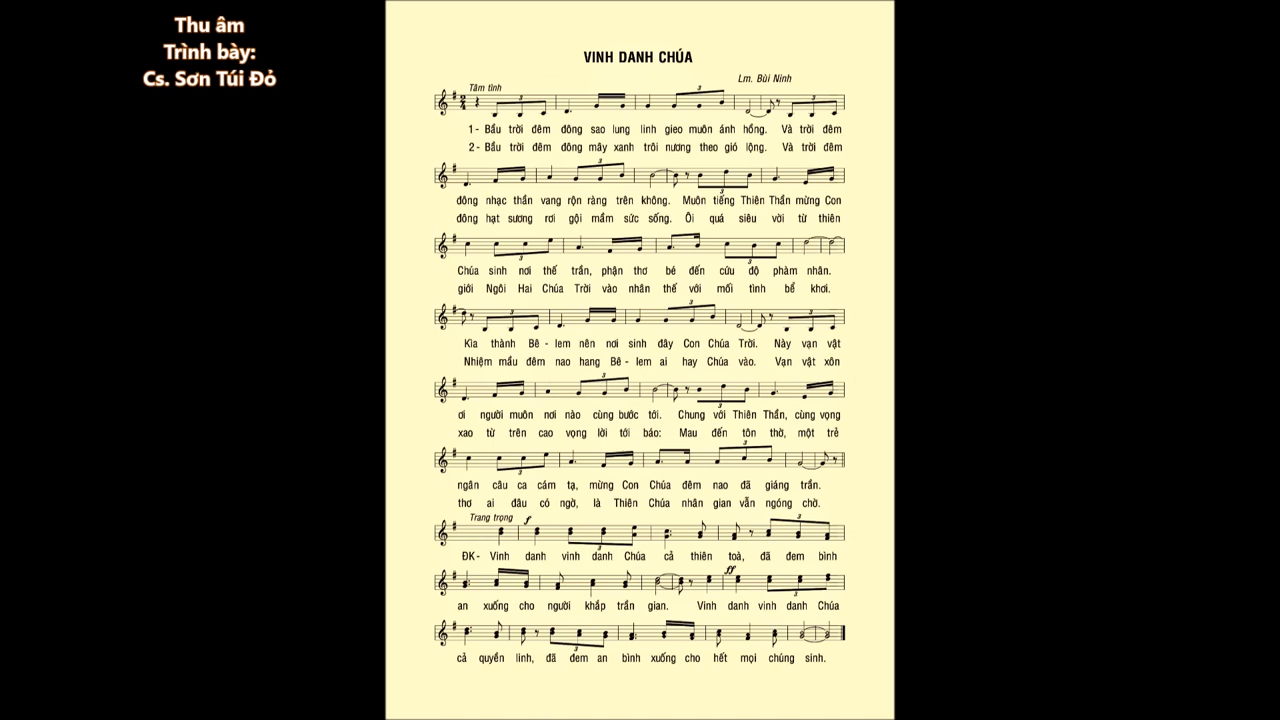 Thu âm
Trình bày:
Cs. Sơn Túi Đỏ
VINH DANH CHÚA
Lm. Bùi Ninh
Tâm tình
1- Bầu trời đêm đông sao lung linh gieo muôn ánh hồng. Và trời đêm
2- Bầu trời đêm đông mây xanh trôi nương theo gió lộng. Và trời đêm
đông nhạc thần vang rộn ràng trên không. Muôn tiếng Thiên Thần mừng Con
đông hạt sương rơi gội mầm sức sống. Ôi quá siêu vời từ thiên
Chúa sinh nơi thế trần, phận thơ bé đến cứu độ phàm nhân.
giới Ngôi Hai Chúa Trời vào nhân thế với mối tình bể khơi.
Kìa thành Bê - lem nên nơi sinh đây Con Chúa Trời. Này vạn vật
Nhiệm mầu đêm nao hang Bê - lem ai hay Chúa vào. Vạn vật xôn
ơi người muôn nơi nào cùng bước tới. Chung với Thiên Thần, cùng vọng
xao từ trên cao vọng lời tới báo: Mau đến tôn thờ, một trẻ
ngân câu ca cảm tạ, mừng Con Chúa đêm nao đã giáng trần.
thơ ai đâu có ngờ, là Thiên Chúa nhân gian vẫn ngóng chờ.
Trang trọng f
ĐK- Vinh danh vinh danh Chúa cả thiên toà, đã đem bình
ff
an xuống cho người khắp trần gian. Vinh danh vinh danh Chúa
cả quyền linh, đã đem an bình xuống cho hết mọi chúng sinh.